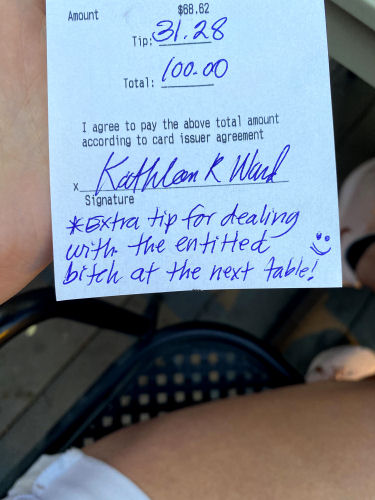 Amount $68.62
Tip: 31.28
Total: 100.00
I agree to pay the above total amount
according to card issuer agreement
x Kathleen R Ward
Signature
*Extra tip for dealing
with the entitled
bitch at the next table!